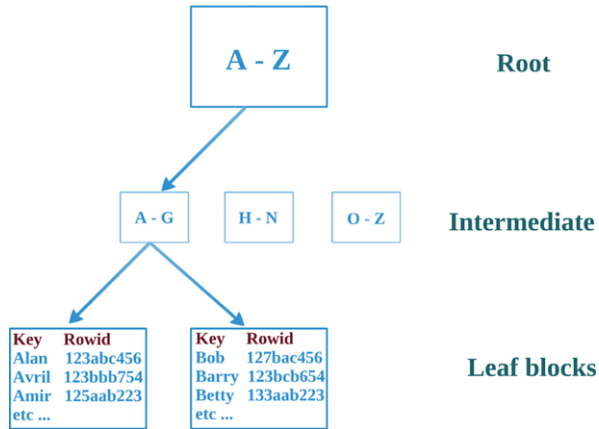 A - Z
Root
A - G
H - N
O - Z
Intermediate
Key Rowid
Alan 123abc456
Avril 123bbb754
Amir 125aab223
etc ...
Key Rowid
Bob 127bac456
Barry 123bcb654
Betty 133aab223
etc ...
Leaf blocks